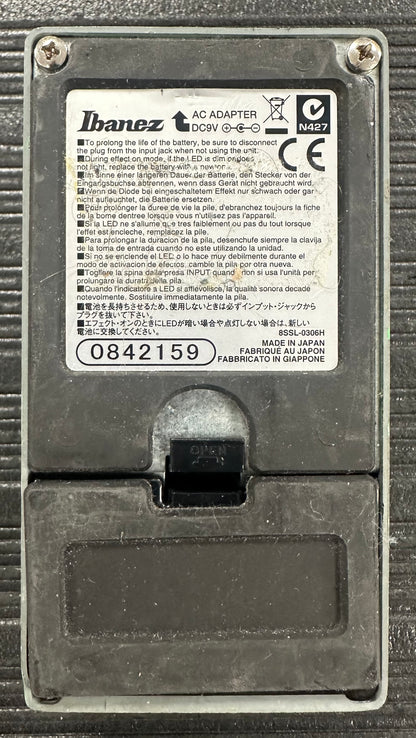 Ibanez AC ADAPTER
DC9V
N427
CE
■To prolong the life of the battery, be sure to disconnect
the plug from the input jack when not using the unit.
■During effect on mode, if the LED is dim or does
not light, replace the battery with a new
■Im sinne einer längeren Dauer der Batterie, den Stecker von der
Eingangsbuchse abtrennen, wenn dass Gerät nicht gebraucht wird.
■Wenn die Diode bei eingeschaltetem Effekt nur schwach oder gar
nicht aufleuchtet, die Batterie ersetzen.
■Pour prolonger la duree de vie de la pile, d'ebranchez toujours la fiche
de la borne d'entree lorsque vous n'utilisez pas l'appareil.
■Si la LED ne s'allume que tres faiblement ou pas du tout lorsque
l'effet est enclenche, remplacez la pile.
■Para prolongar la duracion de la pila, desenchufe siempre la clavija
de la toma de entrada cuando no este utilizando la unidad.
■Si no se enciende el LED o lo hace muy debilmente durante el
modo de activacion de efectos, cambie la pila por otra nueva.
■Togliere la spina dalla presa INPUT quando non si usa l'unità per
prolungare la durata della pila.
■Quando l'indicatore a LED si affievolisce, la qualità sonora decade
notevolmente. Sostituire immediatamente la pila.
■電池を長持ちさせるため、使用しないときは必ずインプット・ジャックから
プラグを抜いて下さい。
■エフェクト・オンのときにLEDが暗い場合や点灯しない場合は、新しい
電池に交換してください。 8SSL-0306H
0842159
MADE IN JAPAN
FABRIQUÉ AU JAPON
FABBRICATO IN GIAPPONE
OPEN